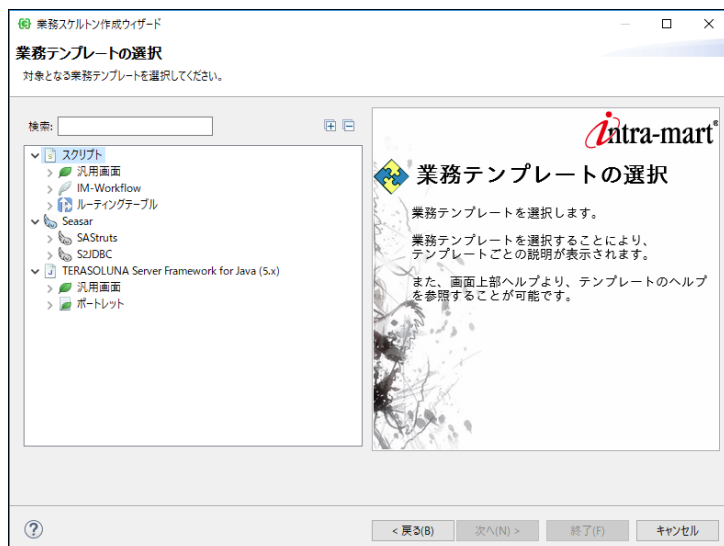 業務スケルトン作成ウィザード
業務テンプレートの選択
対象となる業務テンプレートを選択してください。
検索:
スクリプト
汎用画面
IM-Workflow
ルーティングテーブル
Seasar
SAStruts
S2JDBC
TERASOLUNA Server Framework for Java (5.x)
汎用画面
ポートレット
intra-mart®
業務テンプレートの選択
業務テンプレートを選択します。
業務テンプレートを選択することにより、
テンプレートごとの説明が表示されます。
また、画面上部ヘルプより、テンプレートのヘルプ
を参照することが可能です。
< 戻る(B)
次へ(N) >
終了(F)
キャンセル